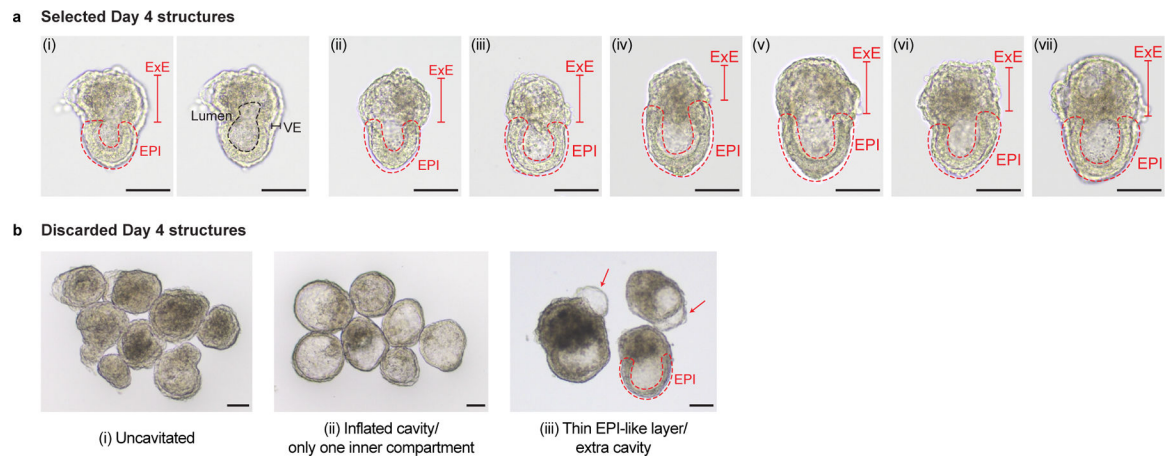 a Selected Day 4 structures
(i) (ii) (iii) (iv) (v) (vi) (vii)
ExE ExE ExE ExE ExE ExE ExE
Lumen
VE
EPI EPI EPI EPI EPI EPI EPI
b Discarded Day 4 structures
EPI
(i) Uncavitated
(ii) Inflated cavity/
only one inner compartment
(iii) Thin EPI-like layer/
extra cavity